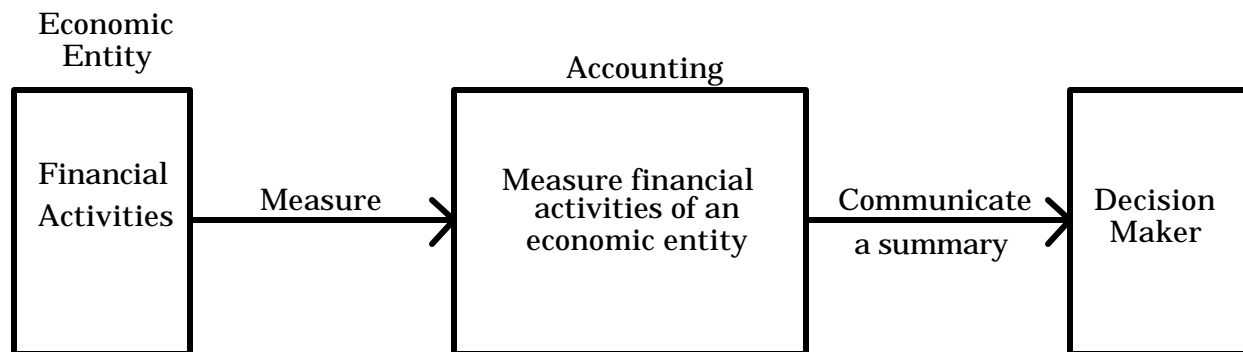 Economic
Entity
Financial
Activities
Measure
Accounting
Measure financial
activities of an
economic entity
Communicate
a summary
Decision
Maker